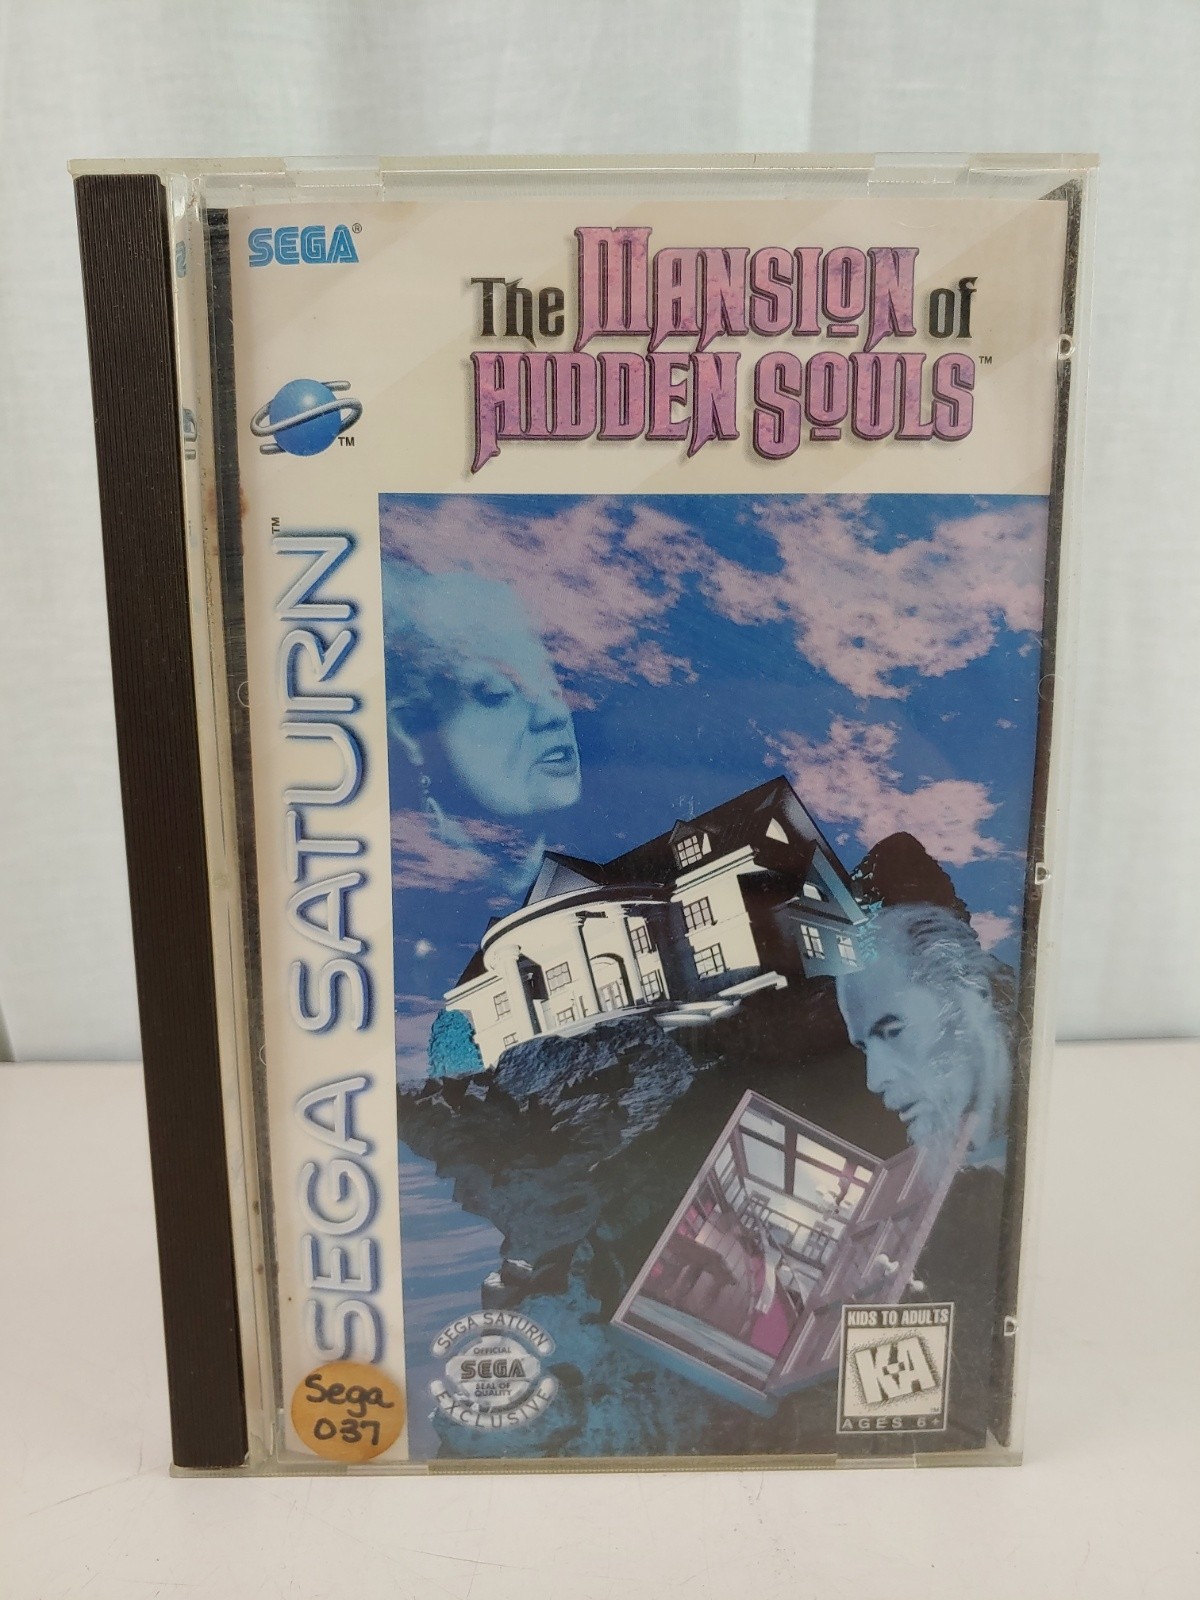 SEGA®
The MANSION of
HIDDEN SOULS™
™
SEGA SATURN™
SEGA SATURN
OFFICIAL
SEGA
SEAL OF
QUALITY
EXCLUSIVE
Sega
037
KIDS TO ADULTS
K-A™
AGES 6+